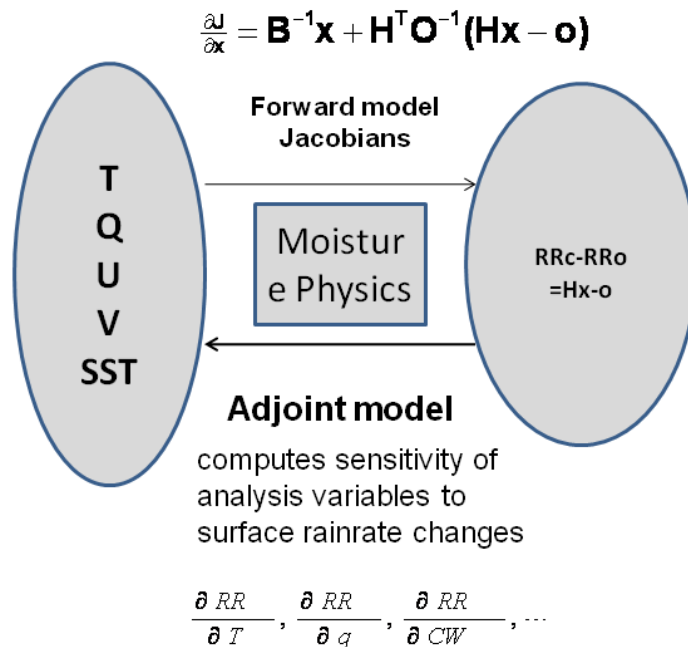 ∂J/∂x = B⁻¹x + HᵀO⁻¹(Hx – o)
Forward model
Jacobians
T
Q
U
V
SST
Moistur
e Physics
RRc-RRo
=Hx-o
Adjoint model
computes sensitivity of
analysis variables to
surface rainrate changes
∂ RR/∂ T , ∂ RR/∂ q , ∂ RR/∂ CW , ...